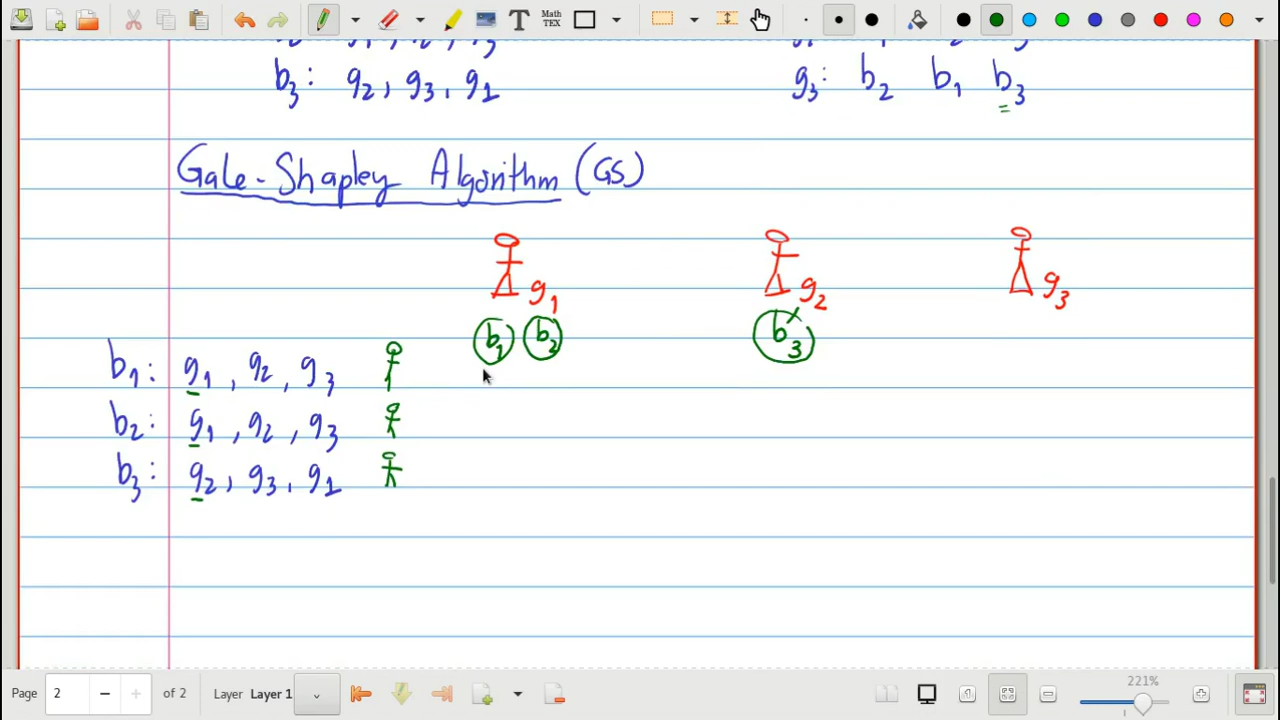 Math
TEX
b3: g2, g3, g1
g3: b2 b1 b3
Gale-Shapley Algorithm (GS)
g1 g2 g3
b1 b2 b3
b1: g1, g2, g3
b2: g1, g2, g3
b3: g2, g3, g1
221%
Page 2 of 2 Layer Layer 1